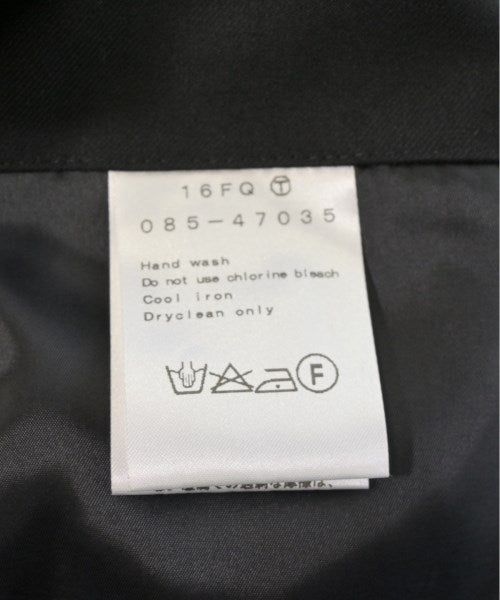 16FQ Ⓣ
085-47035
Hand wash
Do not use chlorine bleach
Cool iron
Dryclean only
F